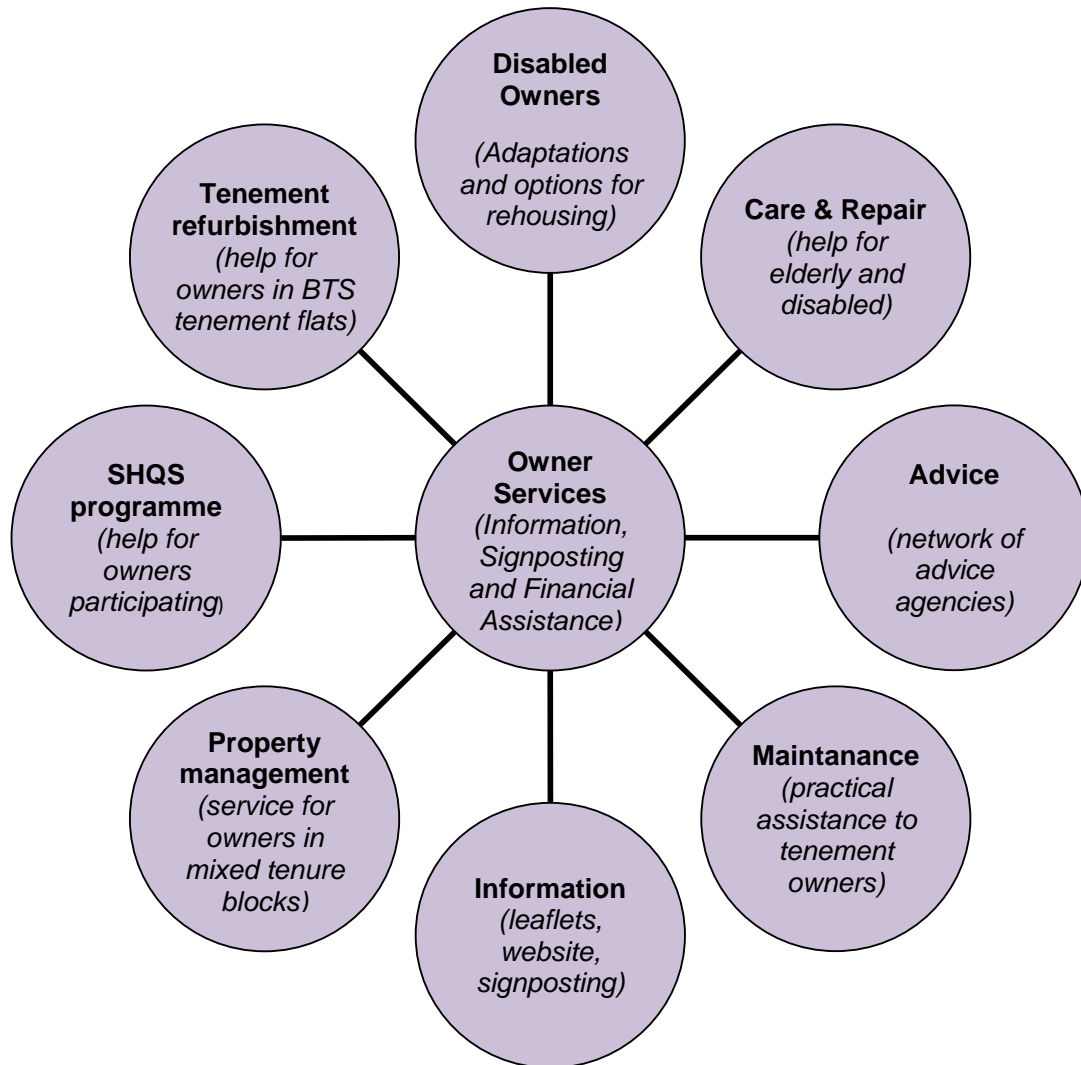 Disabled
Owners
(Adaptations
and options for
rehousing)
Tenement
refurbishment
(help for
owners in BTS
tenement flats)
Care & Repair
(help for
elderly and
disabled)
SHQS
programme
(help for
owners
participating)
Owner
Services
(Information,
Signposting
and Financial
Assistance)
Advice
(network of
advice
agencies)
Property
management
(service for
owners in
mixed tenure
blocks)
Maintanance
(practical
assistance to
tenement
owners)
Information
(leaflets,
website,
signposting)